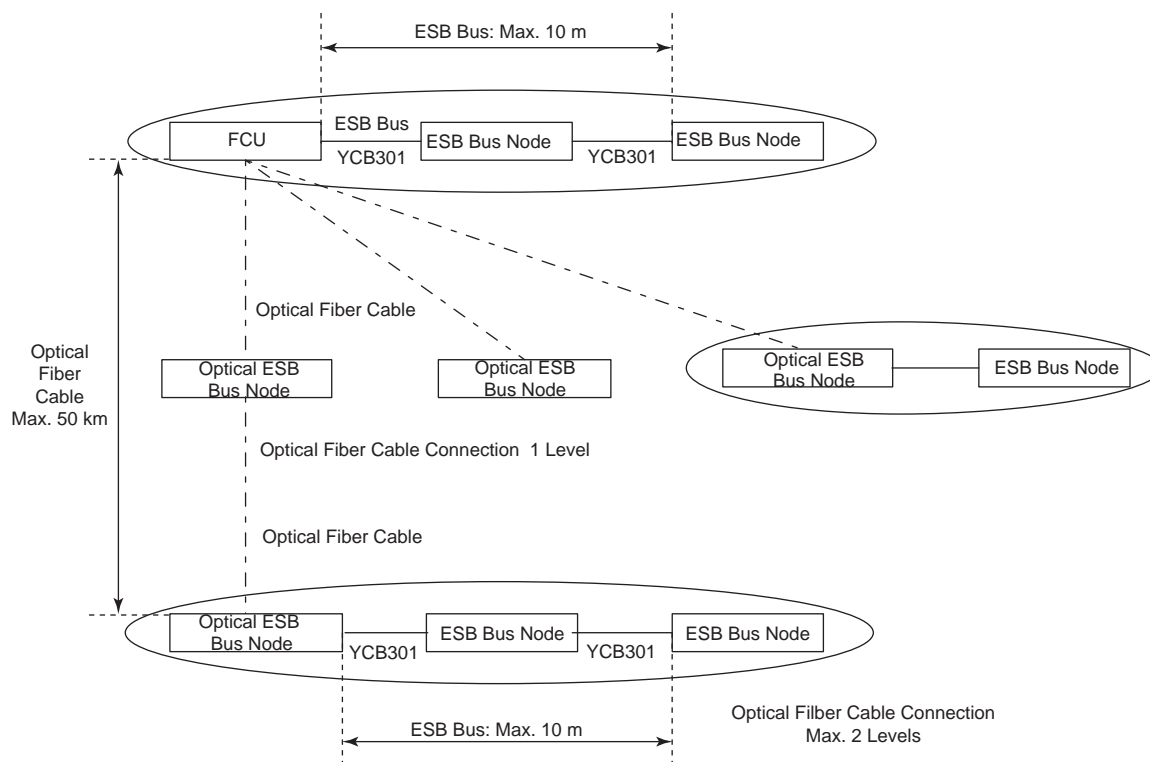 ESB Bus: Max. 10 m
FCU
ESB Bus
YCB301
ESB Bus Node
YCB301
ESB Bus Node
Optical Fiber Cable
Optical
Fiber
Cable
Max. 50 km
Optical ESB
Bus Node
Optical ESB
Bus Node
Optical ESB
Bus Node
ESB Bus Node
Optical Fiber Cable Connection 1 Level
Optical Fiber Cable
Optical ESB
Bus Node
YCB301
ESB Bus Node
YCB301
ESB Bus Node
ESB Bus: Max. 10 m
Optical Filber Cable Connection
Max. 2 Levels